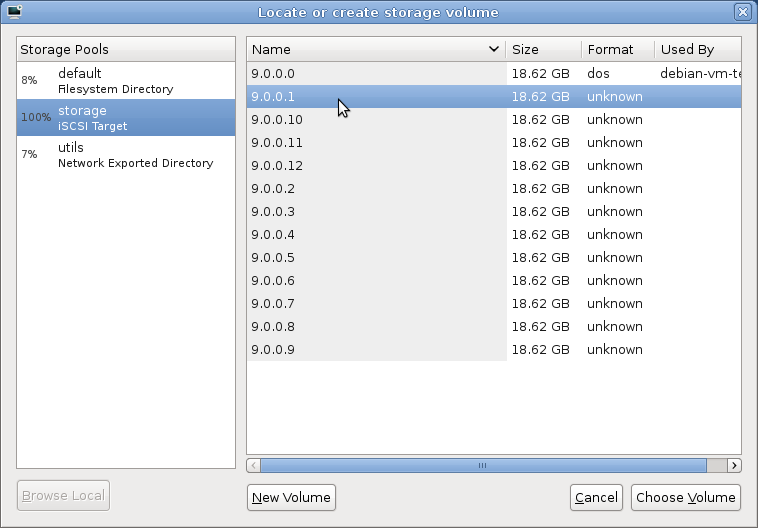 Locate or create storage volume
Storage Pools
8% default
Filesystem Directory
100% storage
iSCSI Target
7% utils
Network Exported Directory
Name Size Format Used By
9.0.0.0 18.62 GB dos debian-vm-te
9.0.0.1 18.62 GB unknown
9.0.0.10 18.62 GB unknown
9.0.0.11 18.62 GB unknown
9.0.0.12 18.62 GB unknown
9.0.0.2 18.62 GB unknown
9.0.0.3 18.62 GB unknown
9.0.0.4 18.62 GB unknown
9.0.0.5 18.62 GB unknown
9.0.0.6 18.62 GB unknown
9.0.0.7 18.62 GB unknown
9.0.0.8 18.62 GB unknown
9.0.0.9 18.62 GB unknown
Browse Local New Volume Cancel Choose Volume